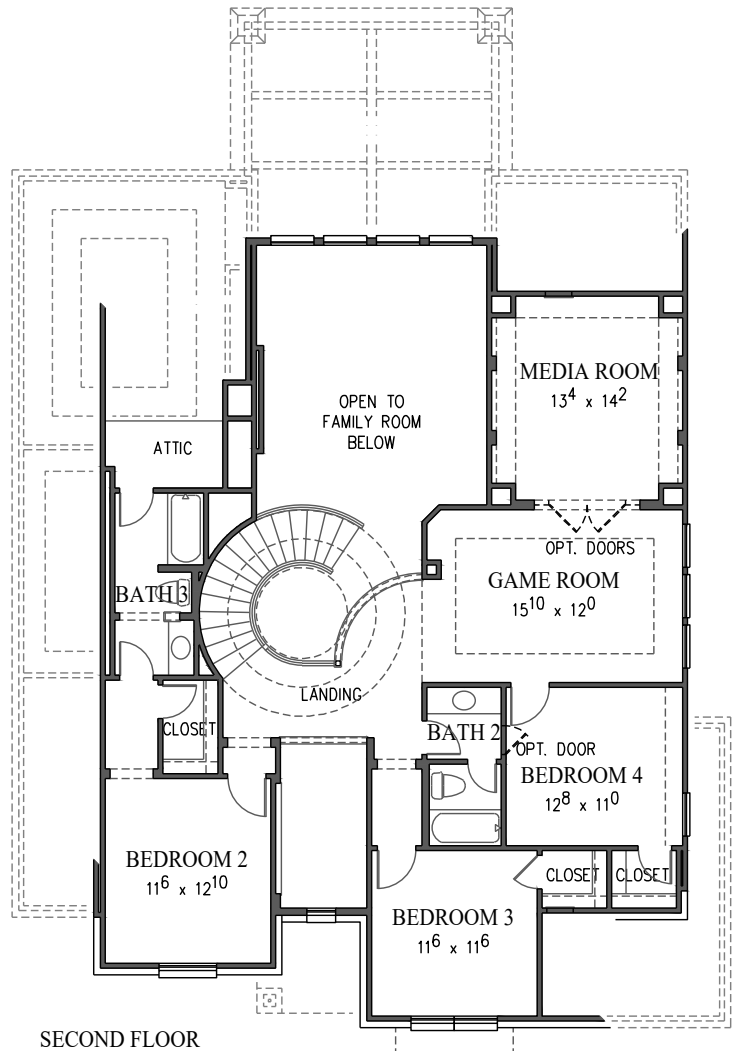 MEDIA ROOM
13⁴ x 14²
OPEN TO
FAMILY ROOM
BELOW
ATTIC
OPT. DOORS
GAME ROOM
15¹⁰ x 12⁰
BATH 3
LANDING
CLOSET
BATH 2
OPT. DOOR
BEDROOM 4
12⁸ x 11⁰
BEDROOM 2
11⁶ x 12¹⁰
CLOSET
CLOSET
BEDROOM 3
11⁶ x 11⁶
SECOND FLOOR